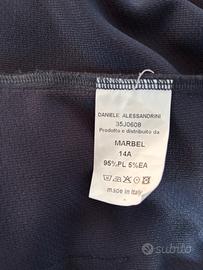 DANIELE ALESSANDRINI
35J0608
Prodotto e distribuito da
MARBEL
14A
95%PL 5%EA
made in Italy
subito